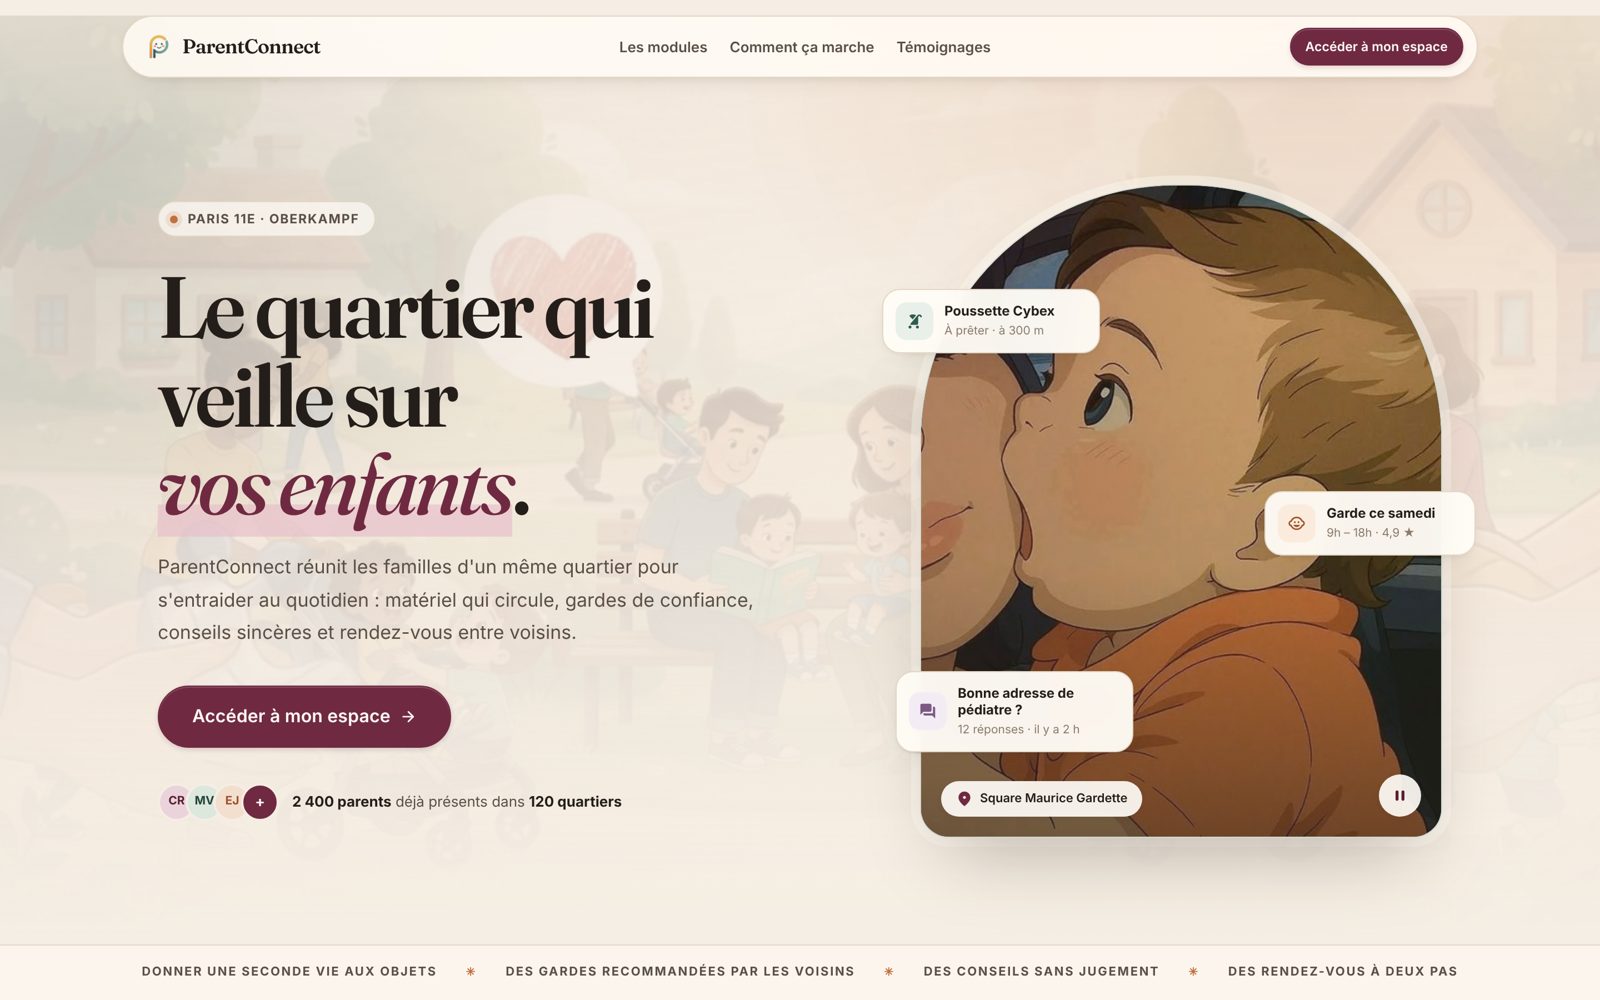 ParentConnect
Les modules
Comment ça marche
Témoignages
Accéder à mon espace
PARIS 11E · OBERKAMPF
Le quartier qui
veille sur
vos enfants.
ParentConnect réunit les familles d'un même quartier pour
s'entraider au quotidien : matériel qui circule, gardes de confiance,
conseils sincères et rendez-vous entre voisins.
Accéder à mon espace →
CR
MV
EJ
+
2 400 parents déjà présents dans 120 quartiers
Poussette Cybex
À prêter · à 300 m
Garde ce samedi
9h – 18h · 4,9 ★
Bonne adresse de
pédiatre ?
12 réponses · il y a 2 h
Square Maurice Gardette
DONNER UNE SECONDE VIE AUX OBJETS
DES GARDES RECOMMANDÉES PAR LES VOISINS
DES CONSEILS SANS JUGEMENT
DES RENDEZ-VOUS À DEUX PAS